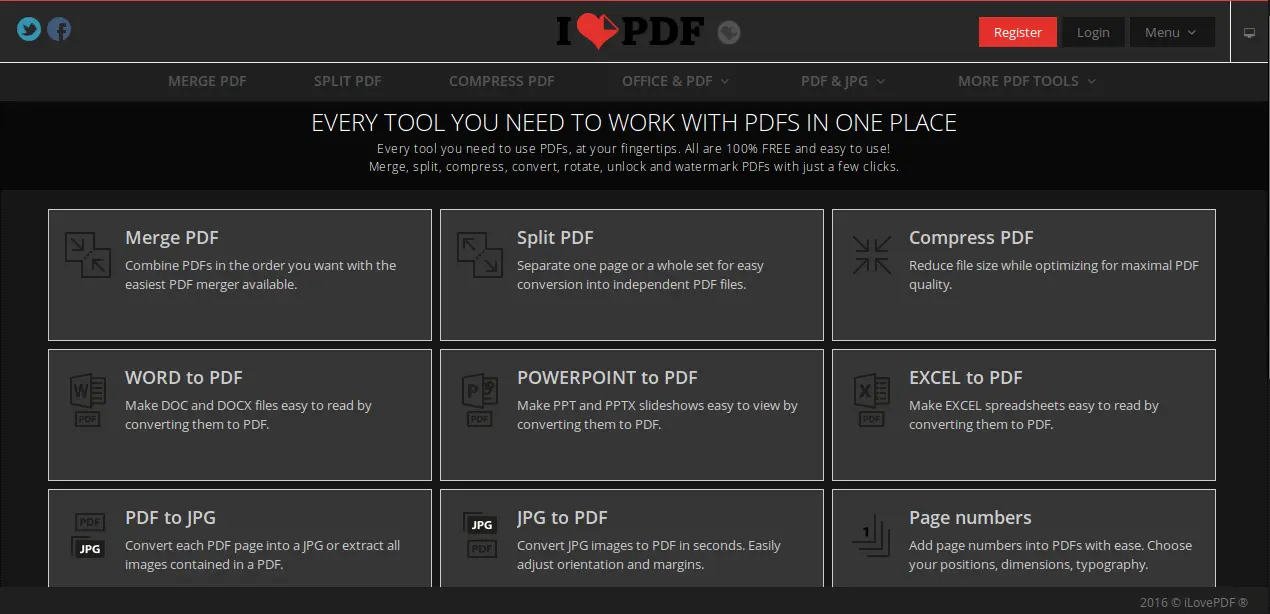 I PDF
Register
Login
Menu
MERGE PDF
SPLIT PDF
COMPRESS PDF
OFFICE & PDF
PDF & JPG
MORE PDF TOOLS
EVERY TOOL YOU NEED TO WORK WITH PDFS IN ONE PLACE
Every tool you need to use PDFs, at your fingertips. All are 100% FREE and easy to use!
Merge, split, compress, convert, rotate, unlock and watermark PDFs with just a few clicks.
Merge PDF
Combine PDFs in the order you want with the
easiest PDF merger available.
Split PDF
Separate one page or a whole set for easy
conversion into independent PDF files.
Compress PDF
Reduce file size while optimizing for maximal PDF
quality.
W
PDF
WORD to PDF
Make DOC and DOCX files easy to read by
converting them to PDF.
P
PDF
POWERPOINT to PDF
Make PPT and PPTX slideshows easy to view by
converting them to PDF.
X
PDF
EXCEL to PDF
Make EXCEL spreadsheets easy to read by
converting them to PDF.
PDF
JPG
PDF to JPG
Convert each PDF page into a JPG or extract all
images contained in a PDF.
JPG
PDF
JPG to PDF
Convert JPG images to PDF in seconds. Easily
adjust orientation and margins.
1
Page numbers
Add page numbers into PDFs with ease. Choose
your positions, dimensions, typography.
2016 © iLovePDF ®